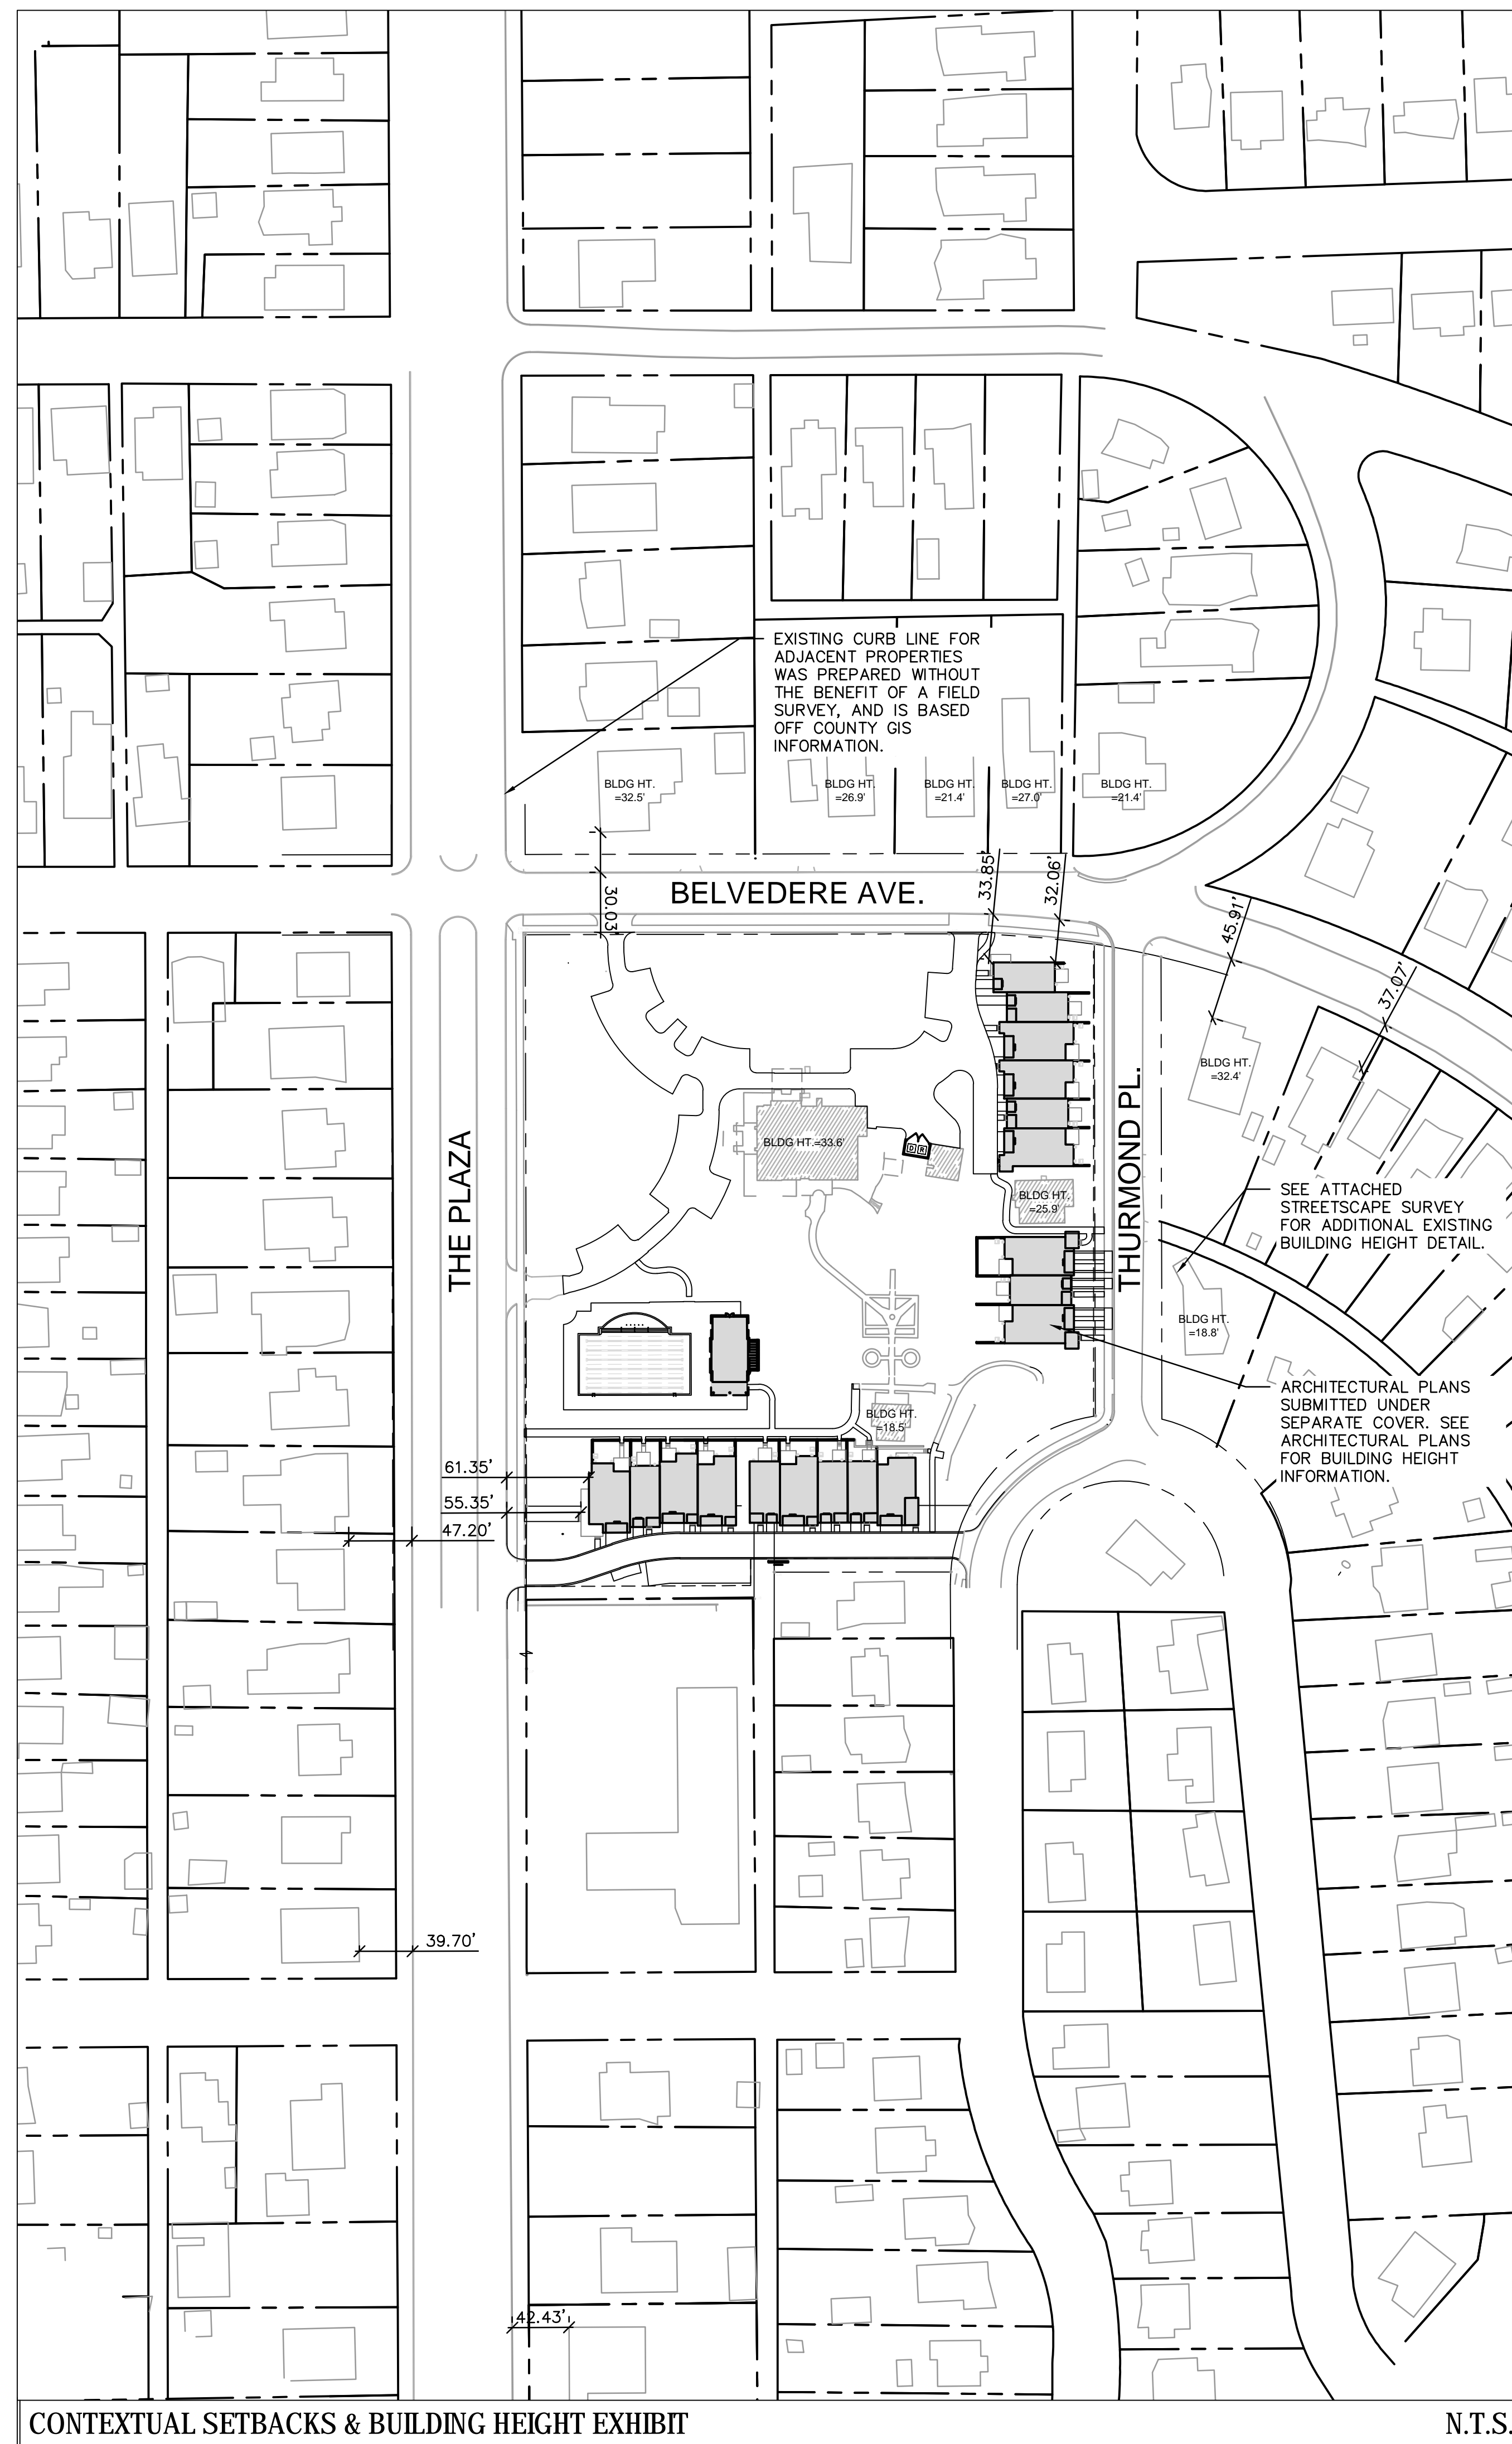 EXISTING CURB LINE FOR
ADJACENT PROPERTIES
WAS PREPARED WITHOUT
THE BENEFIT OF A FIELD
SURVEY, AND IS BASED
OFF COUNTY GIS
INFORMATION.
BLDG HT.
=32.5'
BLDG HT.
=26.9'
BLDG HT.
=21.4'
BLDG HT.
=27.0'
BLDG HT.
=21.4'
30.03'
BELVEDERE AVE.
33.85'
32.06'
45.91'
37.07'
BLDG HT.
=32.4'
BLDG HT.=33.6'
D R
THE PLAZA
THURMOND PL.
BLDG HT.
=25.9'
SEE ATTACHED
STREETSCAPE SURVEY
FOR ADDITIONAL EXISTING
BUILDING HEIGHT DETAIL.
BLDG HT.
=18.8'
ARCHITECTURAL PLANS
SUBMITTED UNDER
SEPARATE COVER. SEE
ARCHITECTURAL PLANS
FOR BUILDING HEIGHT
INFORMATION.
BLDG HT.
=18.5'
61.35'
55.35'
47.20'
39.70'
42.43'
CONTEXTUAL SETBACKS & BUILDING HEIGHT EXHIBIT
N.T.S.